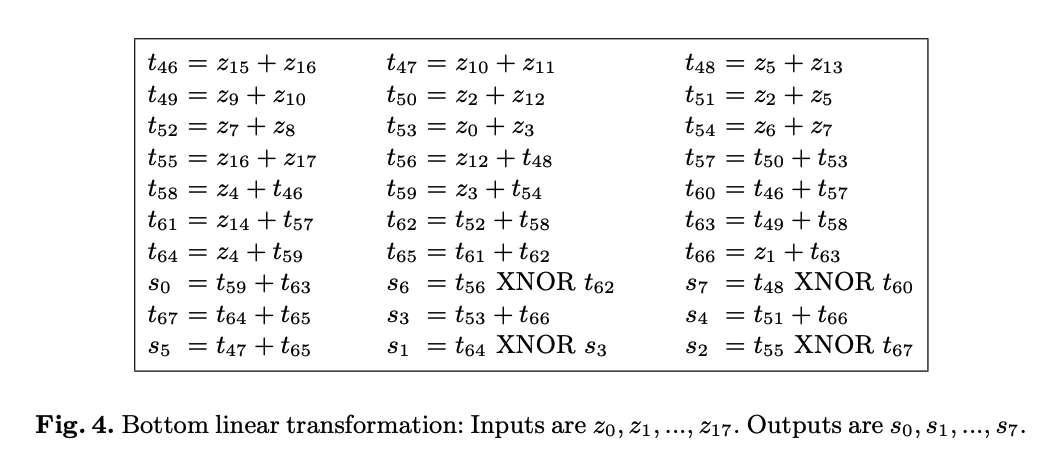 t₄₆ = z₁₅ + z₁₆ t₄₇ = z₁₀ + z₁₁ t₄₈ = z₅ + z₁₃
t₄₉ = z₉ + z₁₀ t₅₀ = z₂ + z₁₂ t₅₁ = z₂ + z₅
t₅₂ = z₇ + z₈ t₅₃ = z₀ + z₃ t₅₄ = z₆ + z₇
t₅₅ = z₁₆ + z₁₇ t₅₆ = z₁₂ + t₄₈ t₅₇ = t₅₀ + t₅₃
t₅₈ = z₄ + t₄₆ t₅₉ = z₃ + t₅₄ t₆₀ = t₄₆ + t₅₇
t₆₁ = z₁₄ + t₅₇ t₆₂ = t₅₂ + t₅₈ t₆₃ = t₄₉ + t₅₈
t₆₄ = z₄ + t₅₉ t₆₅ = t₆₁ + t₆₂ t₆₆ = z₁ + t₆₃
s₀ = t₅₉ + t₆₃ s₆ = t₅₆ XNOR t₆₂ s₇ = t₄₈ XNOR t₆₀
t₆₇ = t₆₄ + t₆₅ s₃ = t₅₃ + t₆₆ s₄ = t₅₁ + t₆₆
s₅ = t₄₇ + t₆₅ s₁ = t₆₄ XNOR s₃ s₂ = t₅₅ XNOR t₆₇
Fig. 4. Bottom linear transformation: Inputs are z₀, z₁, ..., z₁₇. Outputs are s₀, s₁, ..., s₇.